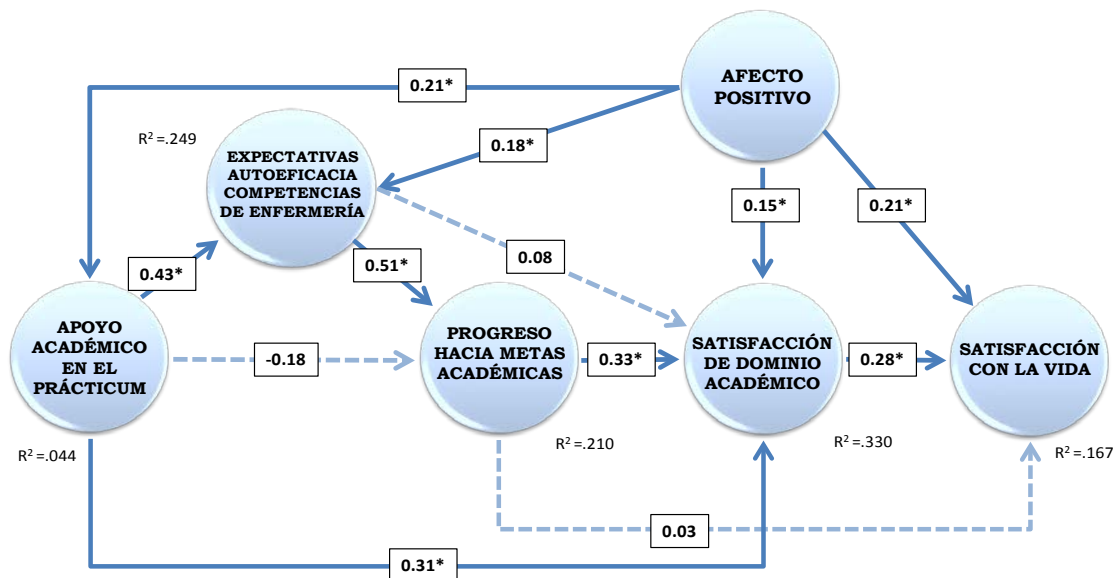 AFECTO
POSITIVO
0.21*
R² =.249
0.18*
EXPECTATIVAS
AUTOEFICACIA
COMPETENCIAS
DE ENFERMERÍA
0.15*
0.21*
0.43*
0.51*
0.08
APOYO
ACADÉMICO
EN EL
PRÁCTICUM
-0.18
PROGRESO
HACIA METAS
ACADÉMICAS
0.33*
SATISFACCIÓN
DE DOMINIO
ACADÉMICO
0.28*
SATISFACCIÓN
CON LA VIDA
R² =.044
R² =.210
R² =.330
R² =.167
0.03
0.31*